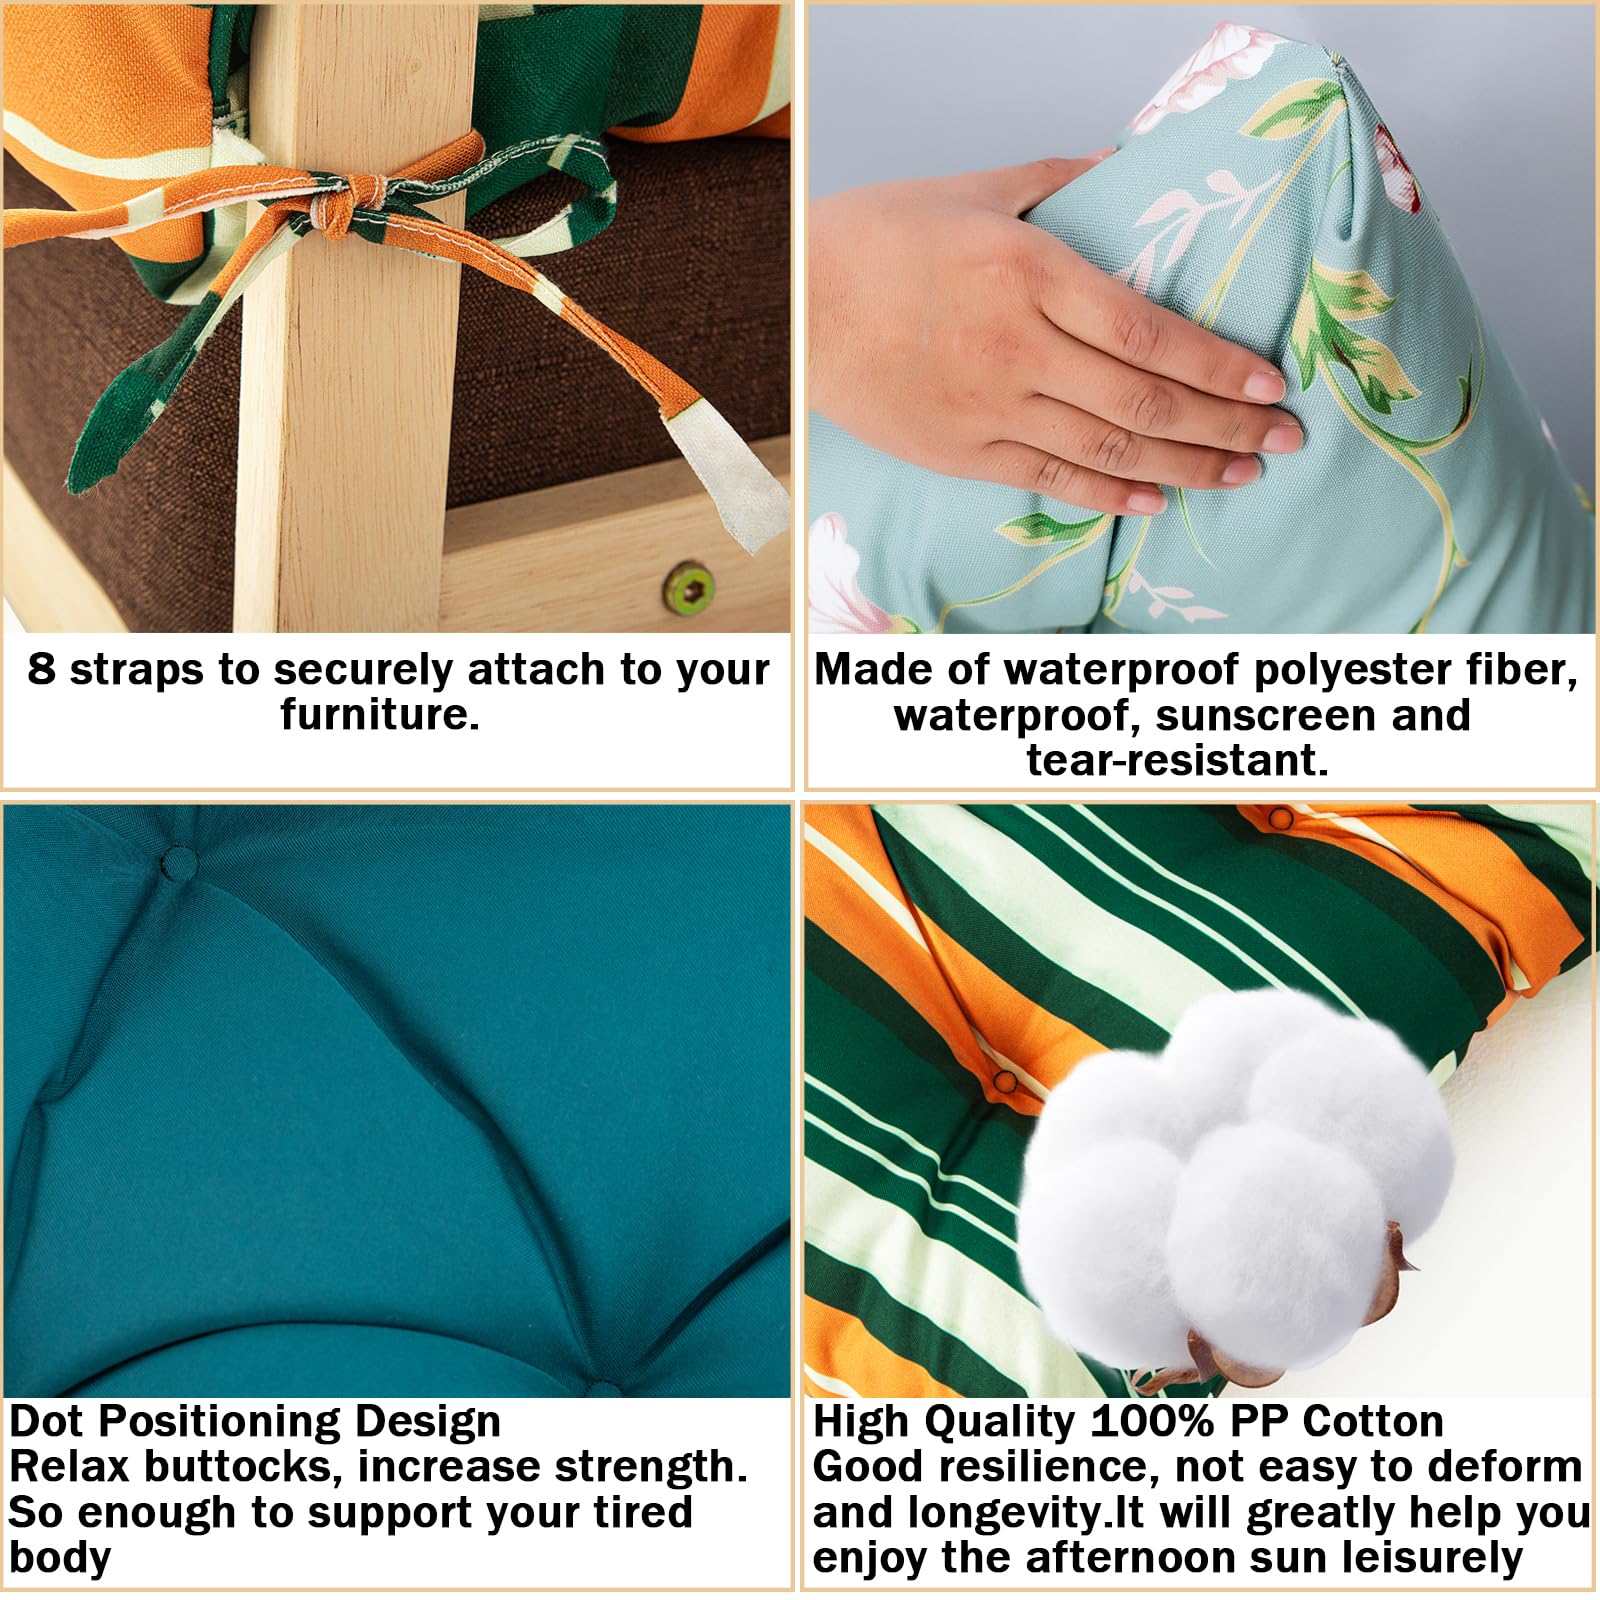 8 straps to securely attach to your
furniture.
Made of waterproof polyester fiber,
waterproof, sunscreen and
tear-resistant.
Dot Positioning Design
Relax buttocks, increase strength.
So enough to support your tired
body
High Quality 100% PP Cotton
Good resilience, not easy to deform
and longevity.It will greatly help you
enjoy the afternoon sun leisurely